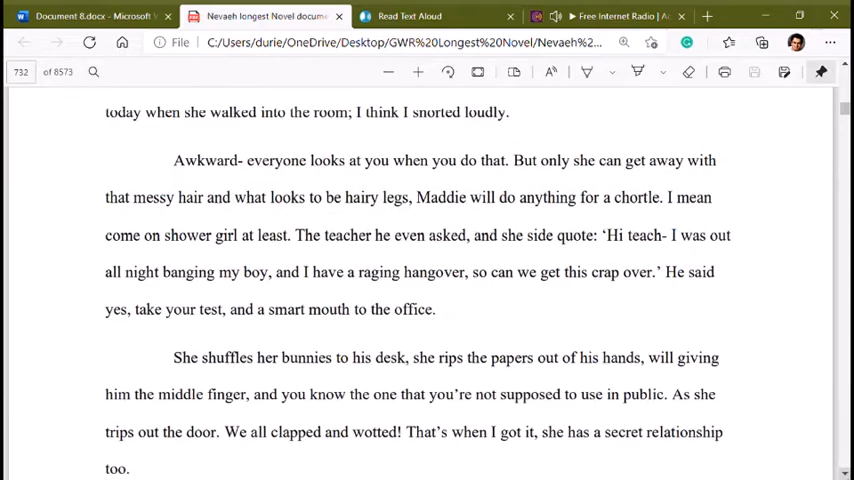 Document 8.docx - Microsoft
Nevaeh longest Novel docume
Read Text Aloud
Free Internet Radio | Ac
File
C:/Users/durie/OneDrive/Desktop/GWR%20Longest%20Novel/Nevaeh%2...
732 of 8573
today when she walked into the room; I think I snorted loudly.
Awkward- everyone looks at you when you do that. But only she can get away with
that messy hair and what looks to be hairy legs, Maddie will do anything for a chortle. I mean
come on shower girl at least. The teacher he even asked, and she side quote: ‘Hi teach- I was out
all night banging my boy, and I have a raging hangover, so can we get this crap over.’ He said
yes, take your test, and a smart mouth to the office.
She shuffles her bunnies to his desk, she rips the papers out of his hands, will giving
him the middle finger, and you know the one that you’re not supposed to use in public. As she
trips out the door. We all clapped and wotted! That’s when I got it, she has a secret relationship
too.